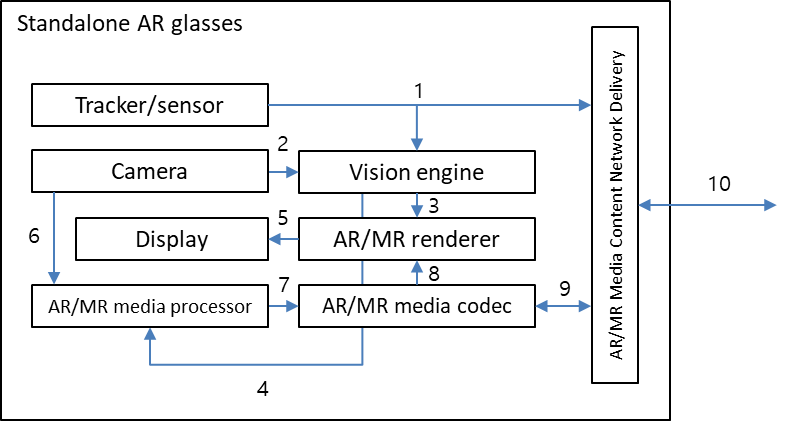 Standalone AR glasses
AR/MR Media Content Network Delivery
1
Tracker/sensor
2
Camera
Vision engine
10
3
5
6
Display
AR/MR renderer
8
7
9
AR/MR media processor
AR/MR media codec
4